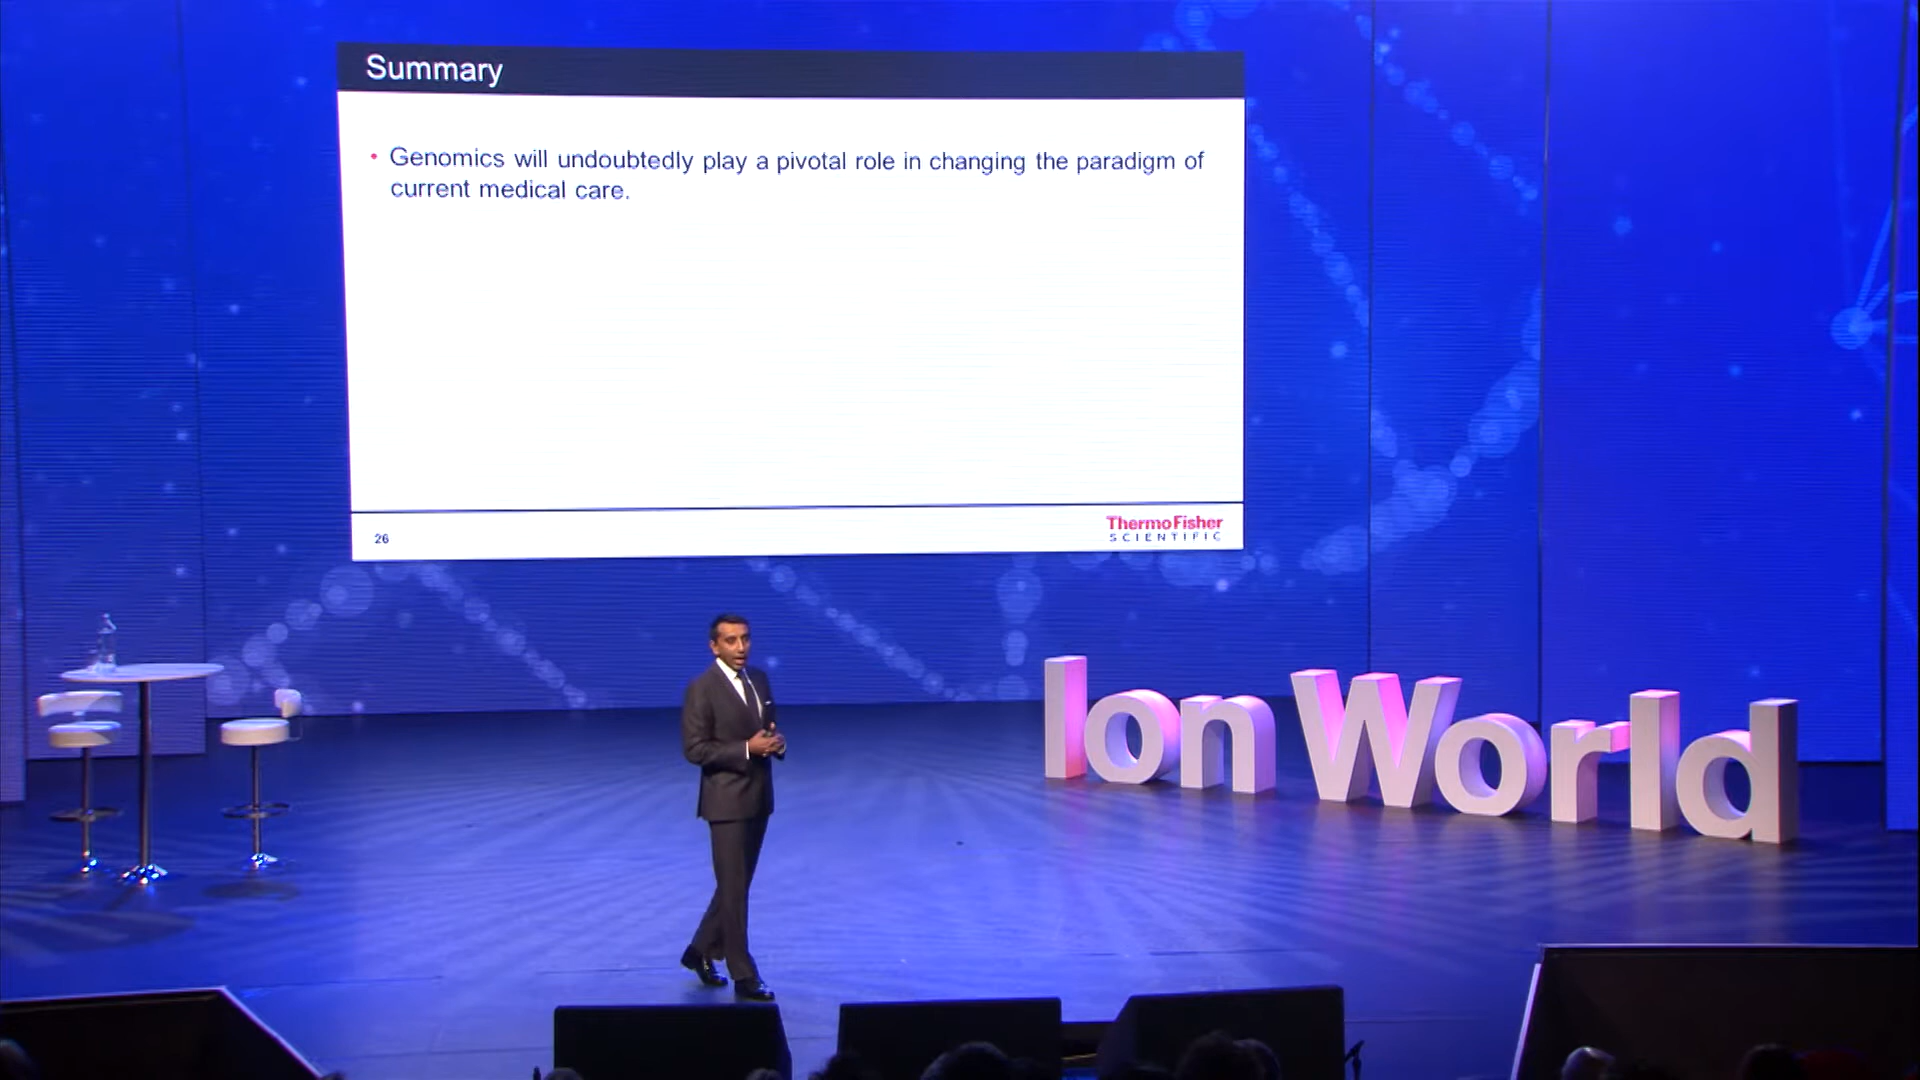 Summary
• Genomics will undoubtedly play a pivotal role in changing the paradigm of
current medical care.
26
ThermoFisher
SCIENTIFIC
Ion World